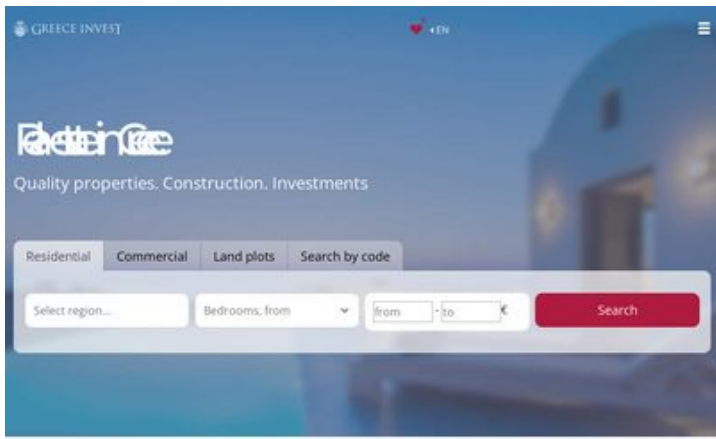 GREECE INVEST
EN
Quality properties. Construction. Investments
Residential Commercial Land plots Search by code
Select region... Bedrooms, from from - to € Search